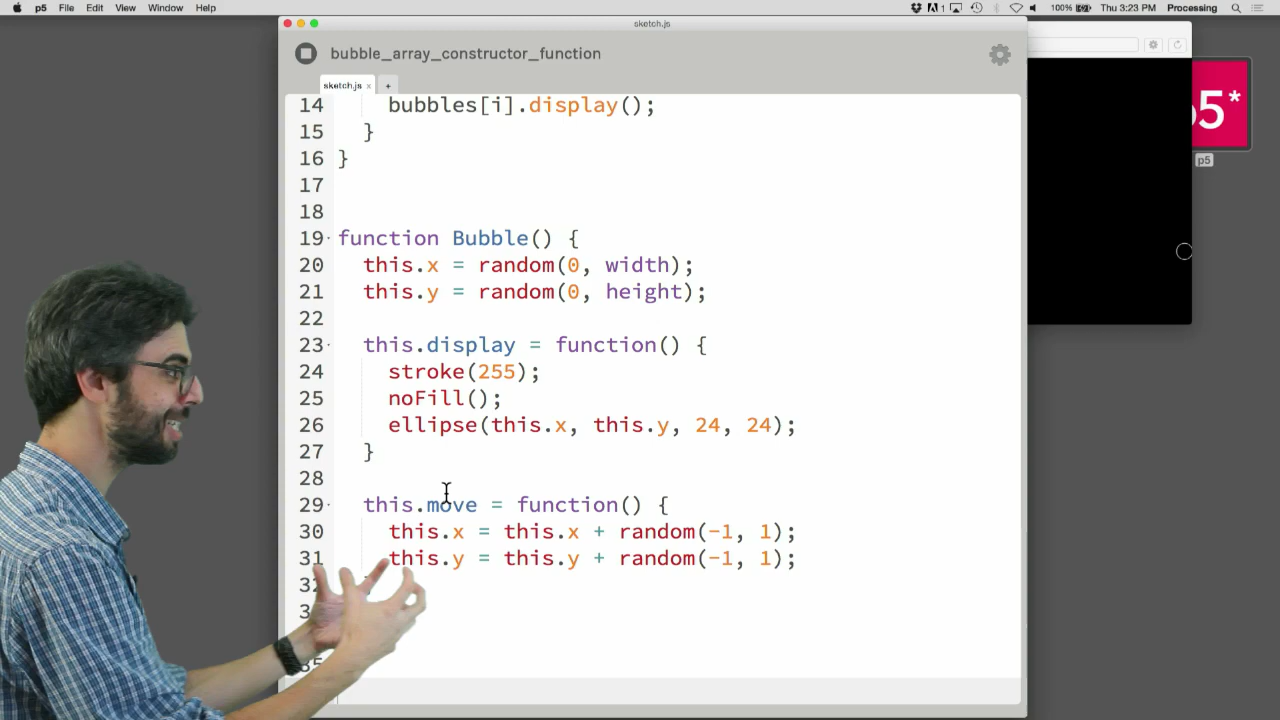 p5 File Edit View Window Help 1 100% Thu 3:23 PM Processing
sketch.js
bubble_array_constructor_function
sketch.js x +
14 bubbles[i].display();
15 }
16 }
17
18
19 function Bubble() {
20 this.x = random(0, width);
21 this.y = random(0, height);
22
23 this.display = function() {
24 stroke(255);
25 noFill();
26 ellipse(this.x, this.y, 24, 24);
27 }
28
29 this.move = function() {
30 this.x = this.x + random(-1, 1);
31 this.y = this.y + random(-1, 1);
32 }
p5*
p5